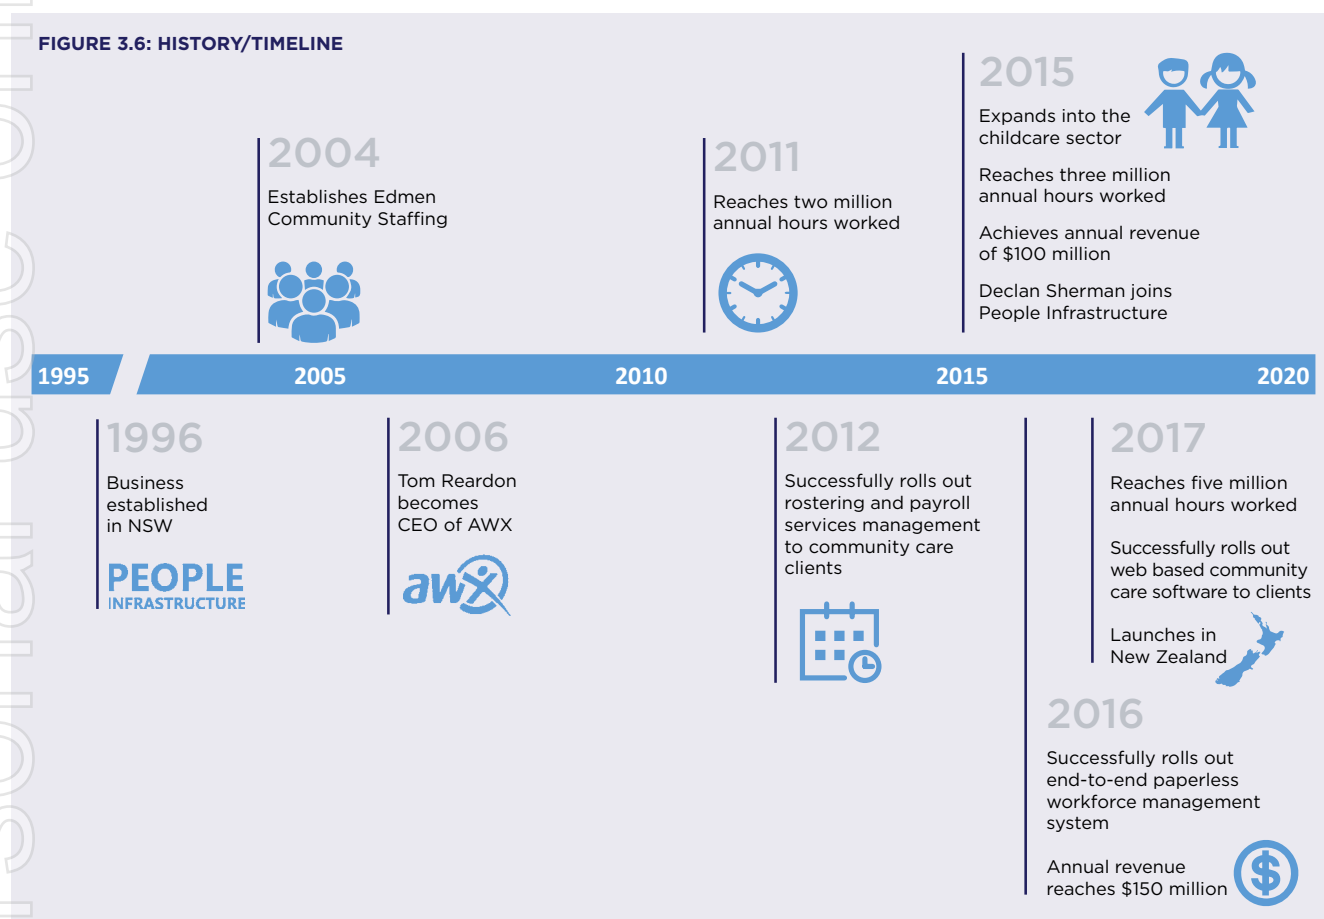 FIGURE 3.6: HISTORY/TIMELINE
2004
Establishes Edmen
Community Staffing
2011
Reaches two million
annual hours worked
2015
Expands into the
childcare sector
Reaches three million
annual hours worked
Achieves annual revenue
of $100 million
Declan Sherman joins
People Infrastructure
1995 2005 2010 2015 2020
1996
Business
established
in NSW
PEOPLE
INFRASTRUCTURE
2006
Tom Reardon
becomes
CEO of AWX
awx
2012
Successfully rolls out
rostering and payroll
services management
to community care
clients
2017
Reaches five million
annual hours worked
Successfully rolls out
web based community
care software to clients
Launches in
New Zealand
2016
Successfully rolls out
end-to-end paperless
workforce management
system
Annual revenue
reaches $150 million
$